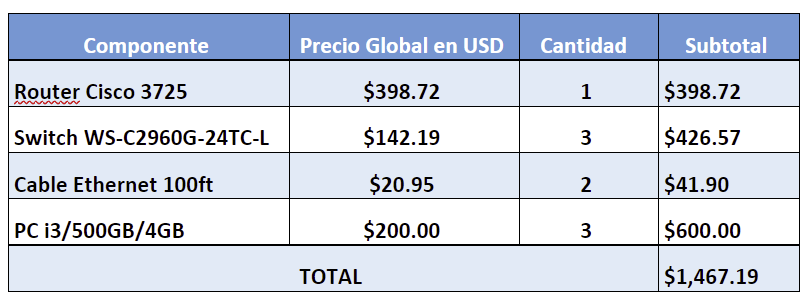 Componente Precio Global en USD Cantidad Subtotal
Router Cisco 3725 $398.72 1 $398.72
Switch WS-C2960G-24TC-L $142.19 3 $426.57
Cable Ethernet 100ft $20.95 2 $41.90
PC i3/500GB/4GB $200.00 3 $600.00
TOTAL $1,467.19